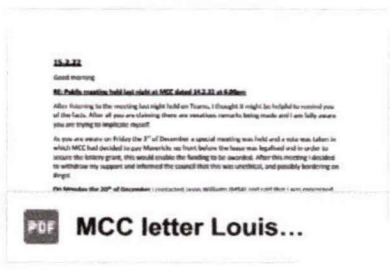 15.2.22
Good morning
RE: Public meeting held last night at MCC dated 14.2.22 at 6.00pm
After listening to the meeting last night held on Teams, I thought it might be helpful to remind you
of the facts. After all you are claiming there are vexatious remarks being made and I am fully aware
you are trying to implicate myself.
As you are aware on Friday the 3rd of December a special meeting was held and a vote was taken in
which MCC had decided to pay Mavericks up front before the lease was legalised and in order to
secure the lottery grant, this would enable the funding to be awarded. After this meeting I decided
to withdraw my support and informed the council that this was unethical, and possibly bordering on
illegal.
On Monday the 20th of December I contacted
PDF MCC letter Louis...